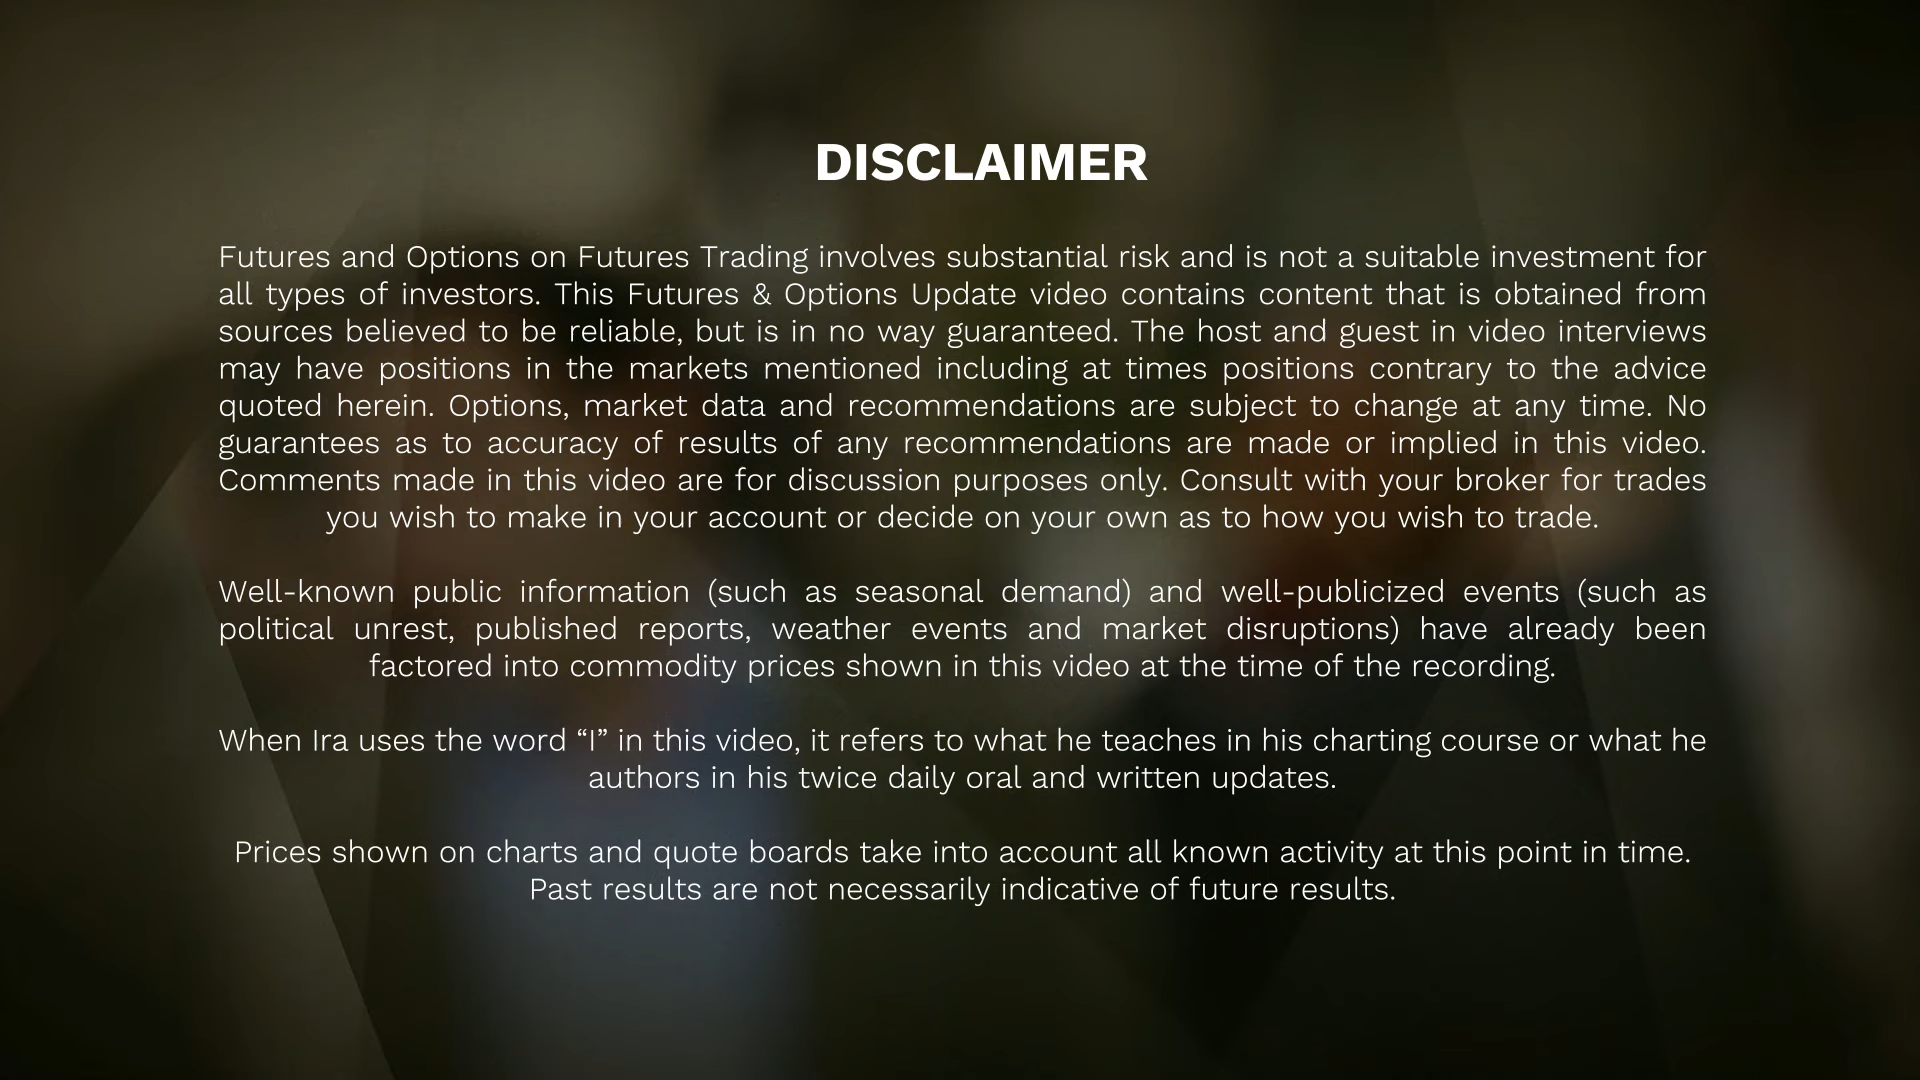 DISCLAIMER
Futures and Options on Futures Trading involves substantial risk and is not a suitable investment for
all types of investors. This Futures & Options Update video contains content that is obtained from
sources believed to be reliable, but is in no way guaranteed. The host and guest in video interviews
may have positions in the markets mentioned including at times positions contrary to the advice
quoted herein. Options, market data and recommendations are subject to change at any time. No
guarantees as to accuracy of results of any recommendations are made or implied in this video.
Comments made in this video are for discussion purposes only. Consult with your broker for trades
you wish to make in your account or decide on your own as to how you wish to trade.
Well-known public information (such as seasonal demand) and well-publicized events (such as
political unrest, published reports, weather events and market disruptions) have already been
factored into commodity prices shown in this video at the time of the recording.
When Ira uses the word “I” in this video, it refers to what he teaches in his charting course or what he
authors in his twice daily oral and written updates.
Prices shown on charts and quote boards take into account all known activity at this point in time.
Past results are not necessarily indicative of future results.